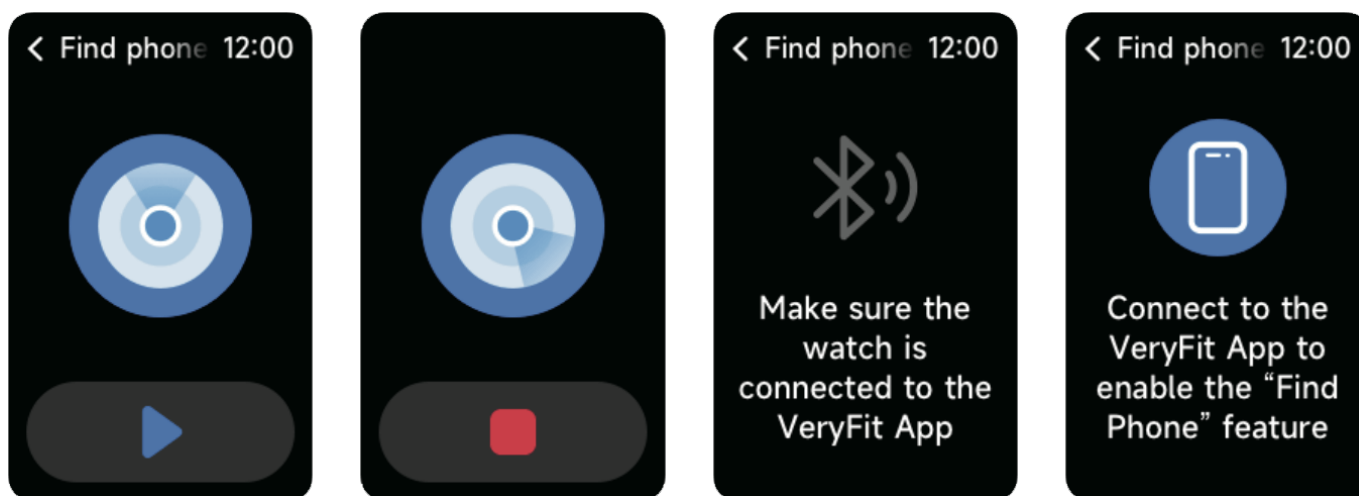 Find phone 12:00
Find phone 12:00
Make sure the
watch is
connected to the
VeryFit App
Find phone 12:00
Connect to the
VeryFit App to
enable the “Find
Phone” feature